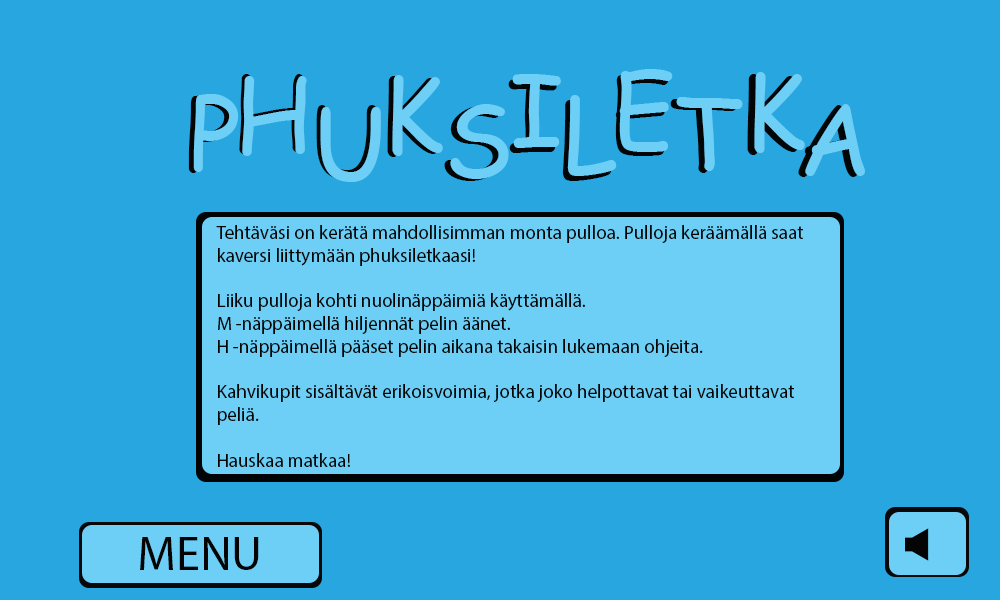 PHUKSILETKA
Tehtäväsi on kerätä mahdollisimman monta pulloa. Pulloja keräämällä saat
kaversi liittymään phuksiletkaasi!
Liiku pulloja kohti nuolinäppäimiä käyttämällä.
M -näppäimellä hiljennät pelin äänet.
H -näppäimellä pääset pelin aikana takaisin lukemaan ohjeita.
Kahvikupit sisältävät erikoisvoimia, jotka joko helpottavat tai vaikeuttavat
peliä.
Hauskaa matkaa!
MENU